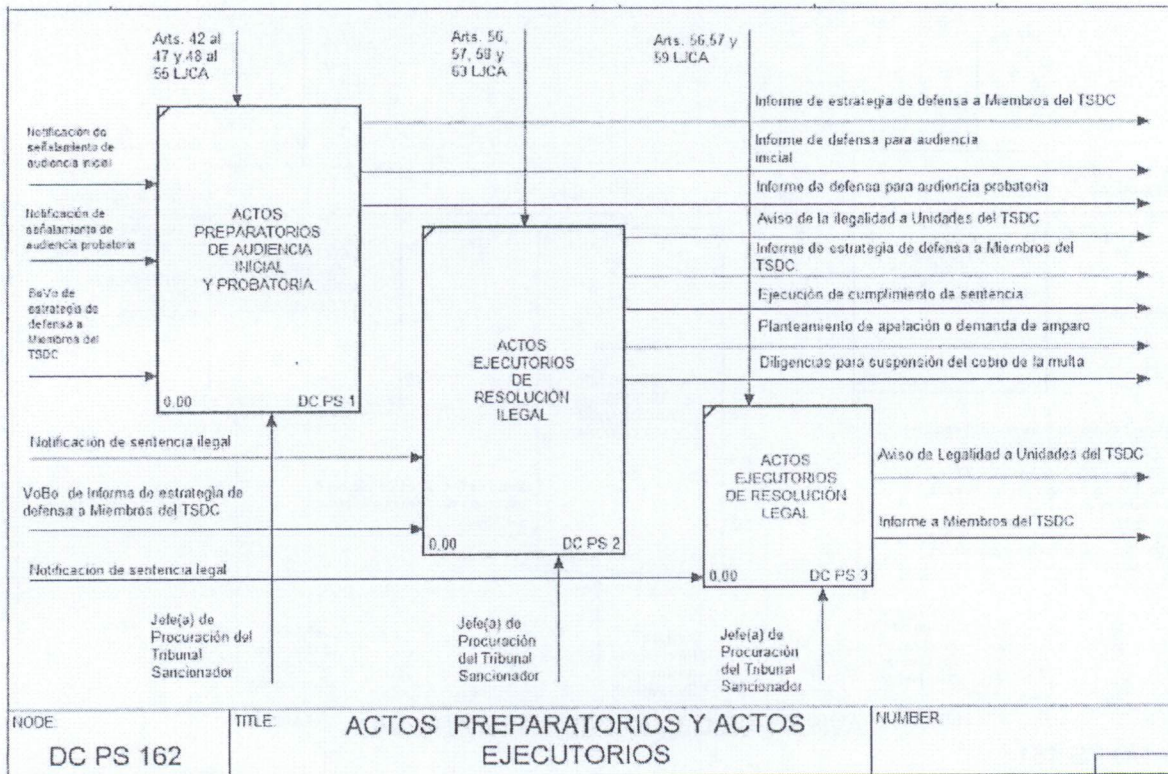 Arts. 42 al
47 y 48 al
55 LJCA
Arts. 56,
57, 58 y
63 LJCA
Arts. 56,57 y
59 LJCA
Notificación de
señalamiento de
audiencia inicial
Notificación de
señalamiento de
audiencia probatoria
de
estrategia de
defensa a
Miembros del
TSDC
ACTOS
PREPARATORIOS
DE AUDIENCIA
INICIAL
Y PROBATORIA
0.00
DC PS 1
Informe de estrategia de defensa a Miembros del TSDC
Informe de defensa para audiencia
inicial
Informe de defensa para audiencia probatoria
Aviso de la ilegalidad a Unidades del TSDC
Informe de estrategia de defensa a Miembros del
TSDC
Ejecución de cumplimiento de sentencia
Planteamiento de apelación o demanda de amparo
Diligencias para suspensión del cobro de la multa
ACTOS
EJECUTORIOS
DE
RESOLUCIÓN
ILEGAL
0.00
DC PS 2
Notificación de sentencia ilegal
VoBo de Informe de estrategia de
defensa a Miembros del TSDC
Notificación de sentencia legal
ACTOS
EJECUTORIOS
DE RESOLUCIÓN
LEGAL
0.00
DC PS 3
Aviso de Legalidad a Unidades del TSDC
Informe a Miembros del TSDC
Jefe(a) de
Procuración del
Tribunal
Sancionador
Jefe(a) de
Procuración
del Tribunal
Sancionador
Jefe(a) de
Procuración
del Tribunal
Sancionador
NODE:
DC PS 162
TITLE:
ACTOS PREPARATORIOS Y ACTOS
EJECUTORIOS
NUMBER: